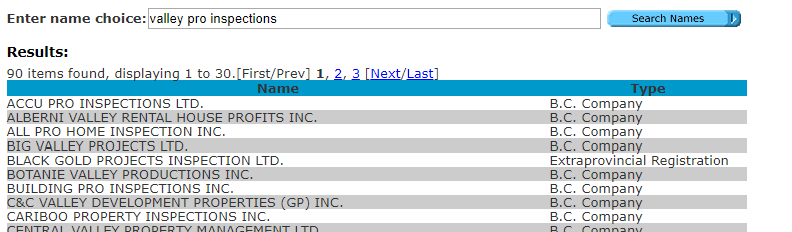 Enter name choice: valley pro inspections Search Names
Results:
90 items found, displaying 1 to 30.[First/Prev] 1, 2, 3 [Next/Last]
Name Type
ACCU PRO INSPECTIONS LTD. B.C. Company
ALBERNI VALLEY RENTAL HOUSE PROFITS INC. B.C. Company
ALL PRO HOME INSPECTION INC. B.C. Company
BIG VALLEY PROJECTS LTD. B.C. Company
BLACK GOLD PROJECTS INSPECTION LTD. Extraprovincial Registration
BOTANIE VALLEY PRODUCTIONS INC. B.C. Company
BUILDING PRO INSPECTIONS INC. B.C. Company
C&C VALLEY DEVELOPMENT PROPERTIES (GP) INC. B.C. Company
CARIBOO PROPERTY INSPECTIONS INC. B.C. Company
CENTRAL VALLEY PROPERTY MANAGEMENT LTD. B.C. Company